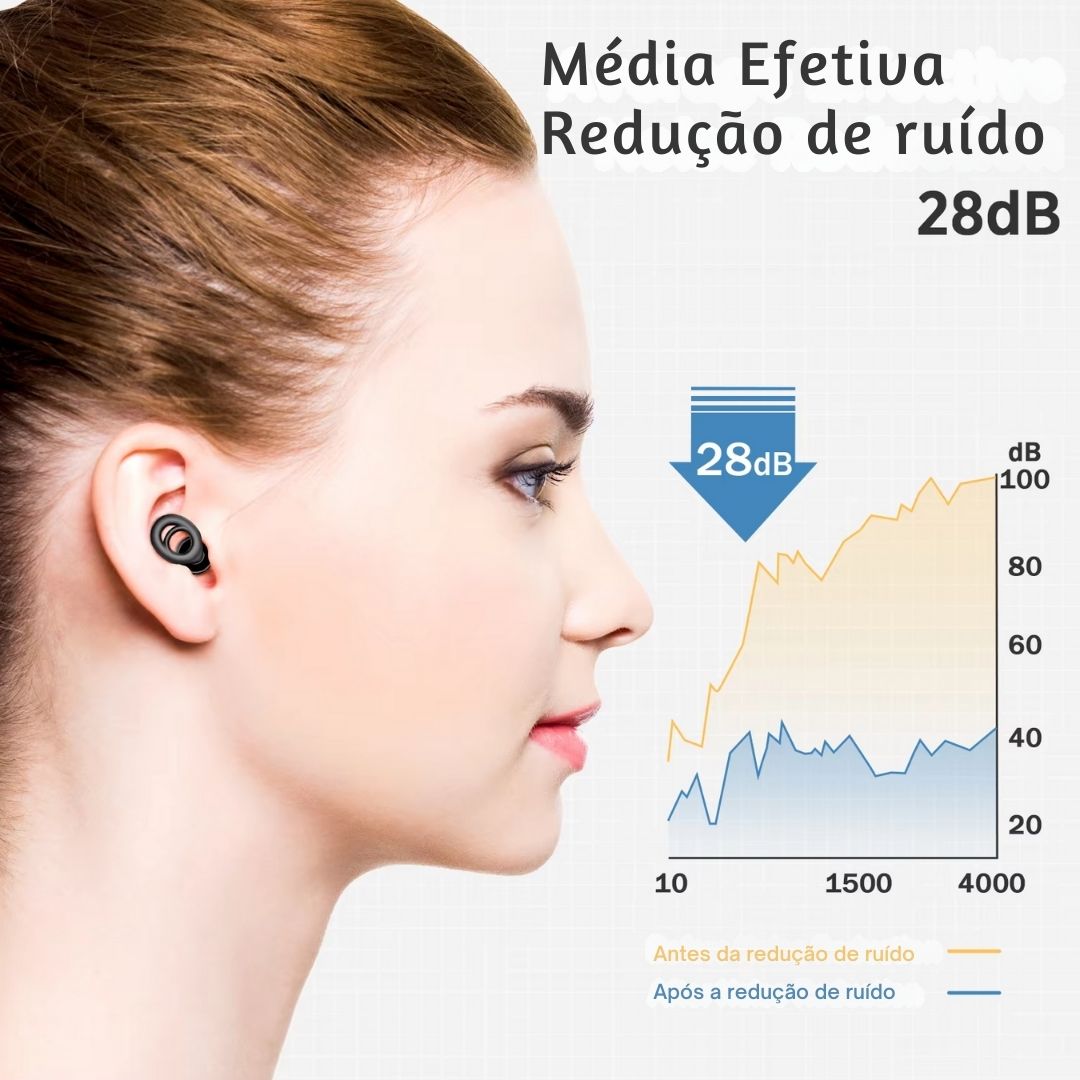 Média Efetiva
Redução de ruído
28dB
28dB
dB
100
80
60
40
20
10 1500 4000
Antes da redução de ruído
Após a redução de ruído